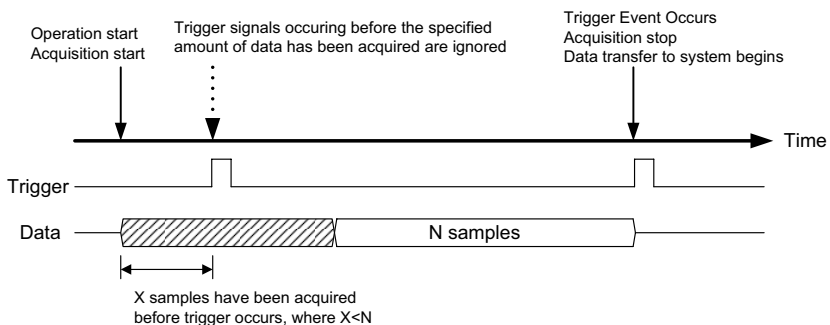 Operation start
Acquisition start
Trigger signals occuring before the specified
amount of data has been acquired are ignored
Trigger Event Occurs
Acquisition stop
Data transfer to system begins
Time
Trigger
Data
N samples
X samples have been acquired
before trigger occurs, where X<N